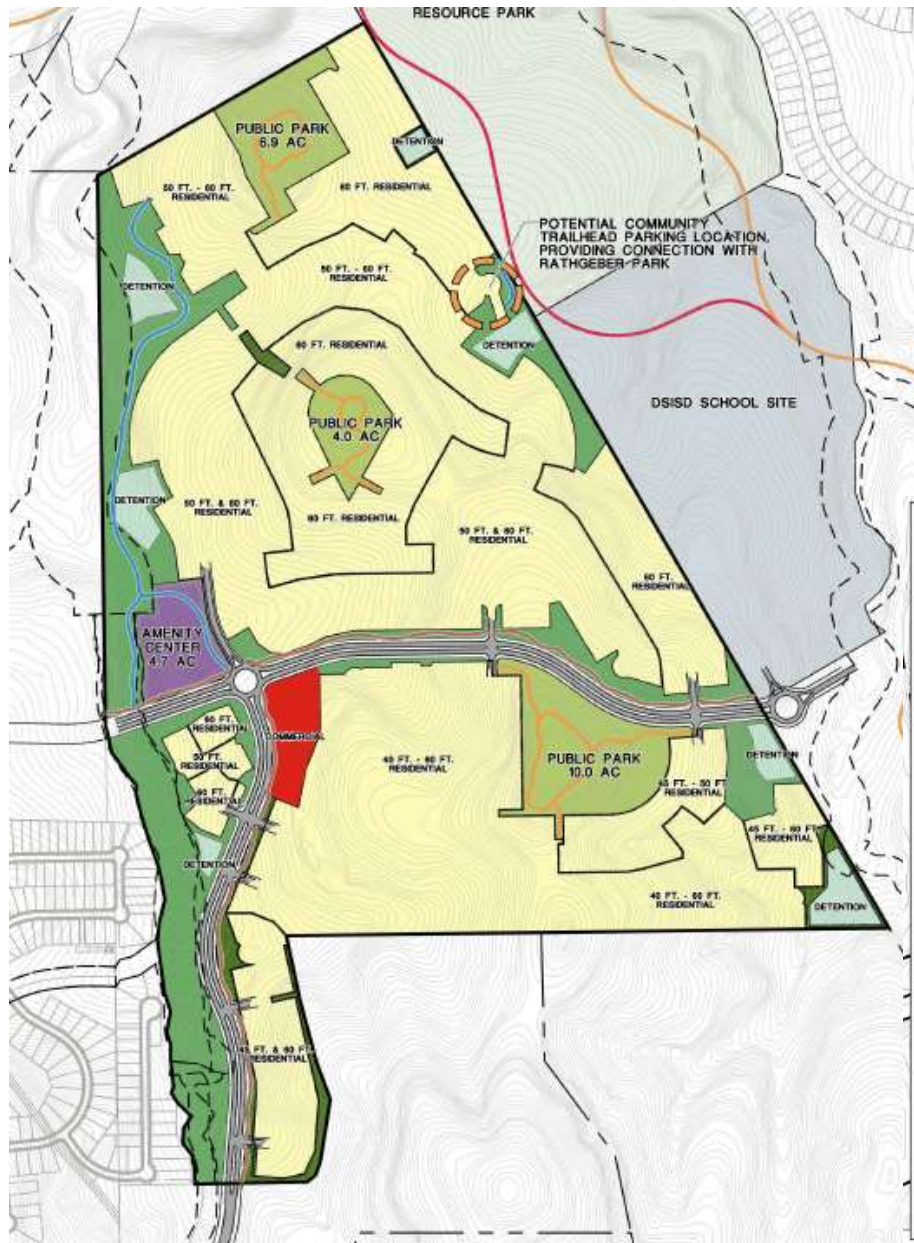 RESOURCE PARK
PUBLIC PARK
6.9 AC
DETENTION
50 FT. - 60 FT.
RESIDENTIAL
60 FT. RESIDENTIAL
POTENTIAL COMMUNITY
TRAILHEAD PARKING LOCATION,
PROVIDING CONNECTION WITH
RATHGEBER PARK
50 FT. - 60 FT.
RESIDENTIAL
DETENTION
60 FT. RESIDENTIAL
DETENTION
DSISD SCHOOL SITE
PUBLIC PARK
4.0 AC
DETENTION
50 FT. & 60 FT.
RESIDENTIAL
60 FT. RESIDENTIAL
50 FT. & 60 FT.
RESIDENTIAL
60 FT.
RESIDENTIAL
AMENITY
CENTER
4.7 AC
60 FT.
RESIDENTIAL
COMMERCIAL
50 FT.
RESIDENTIAL
40 FT. - 60 FT.
RESIDENTIAL
PUBLIC PARK
10.0 AC
DETENTION
45 FT. - 50 FT.
RESIDENTIAL
60 FT.
RESIDENTIAL
45 FT. - 60 FT.
RESIDENTIAL
DETENTION
40 FT. - 60 FT.
RESIDENTIAL
DETENTION
45 FT. & 60 FT.
RESIDENTIAL